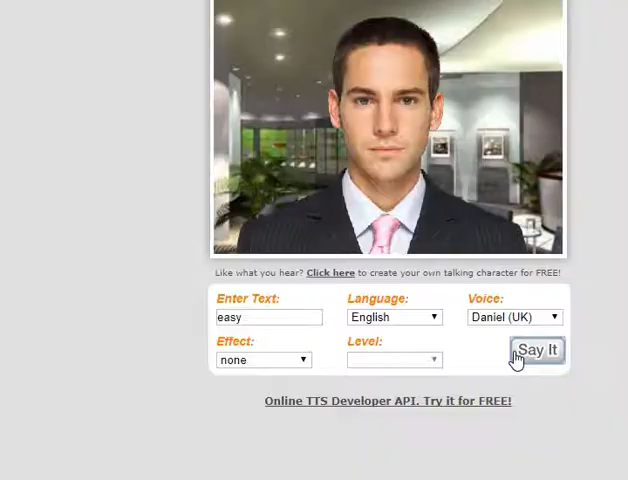 Like what you hear? Click here to create your own talking character for FREE!
Enter Text: Language: Voice:
easy English Daniel (UK)
Effect: Level:
none Say It
Online TTS Developer API. Try it for FREE!